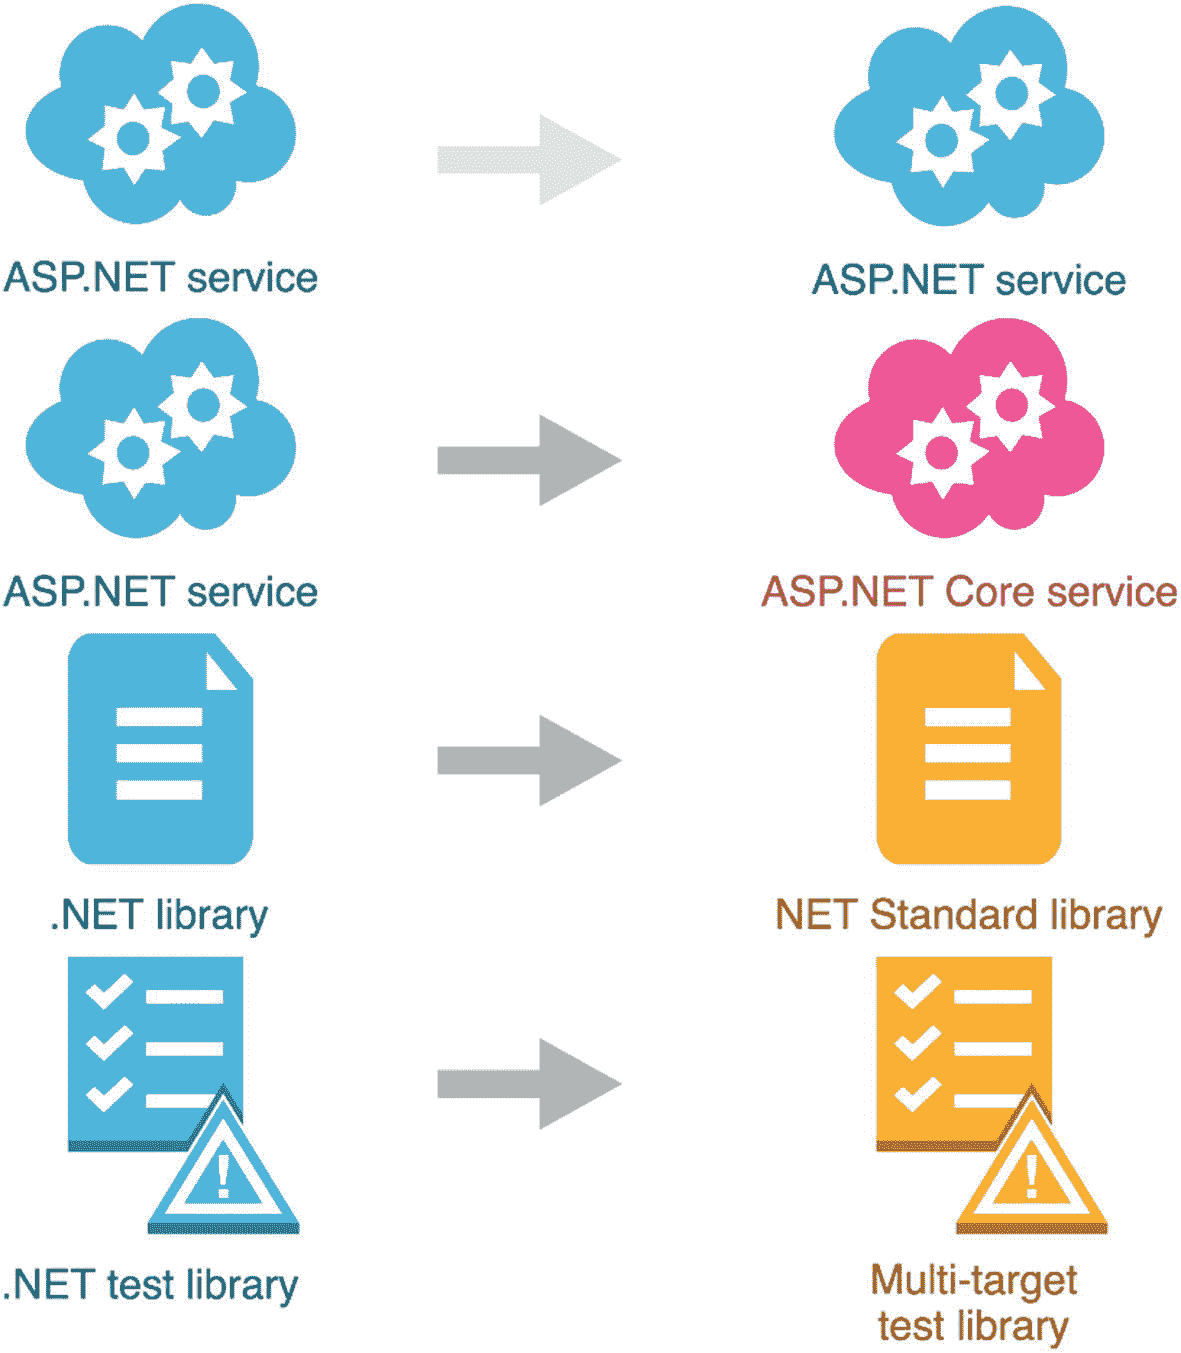 ASP.NET service
ASP.NET service
ASP.NET service
ASP.NET Core service
.NET library
NET Standard library
!
!
.NET test library
Multi-target
test library